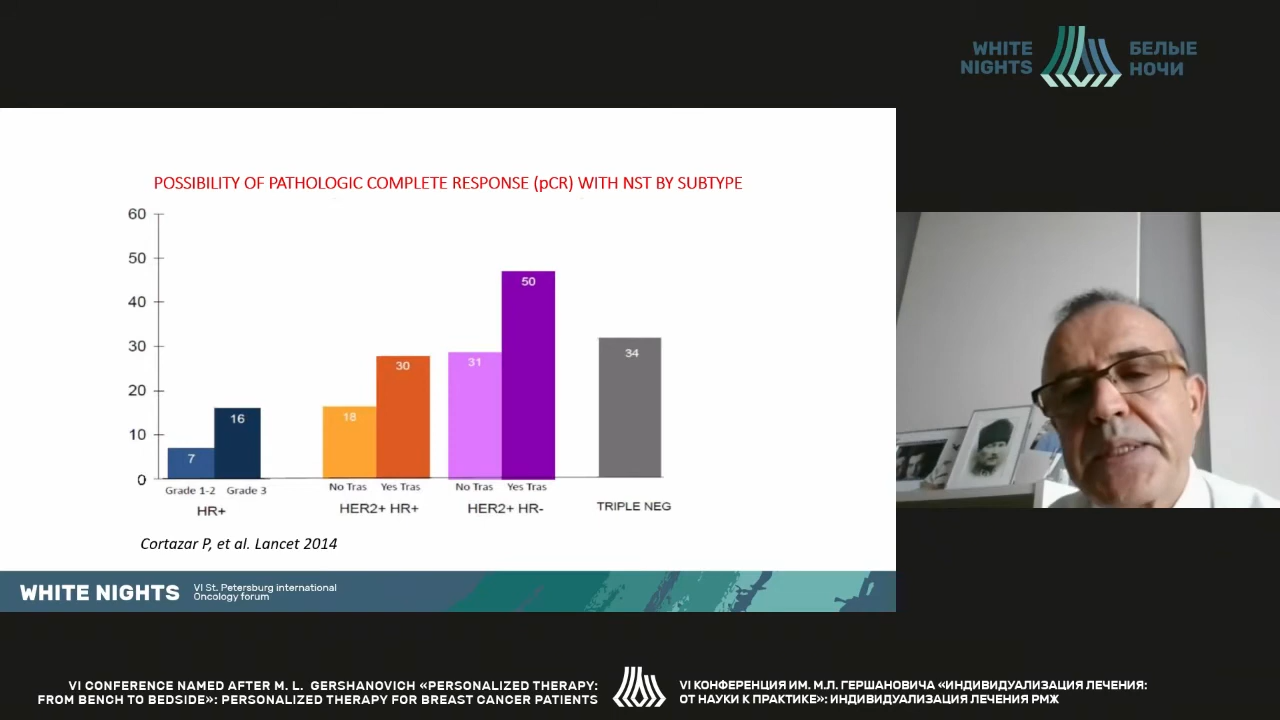 WHITE
NIGHTS
БЕЛЫЕ
НОЧИ
POSSIBILITY OF PATHOLOGIC COMPLETE RESPONSE (pCR) WITH NST BY SUBTYPE
60
50
40
30
20
10
0
7
16
18
30
31
50
34
Grade 1-2 Grade 3
No Tras Yes Tras
No Tras Yes Tras
HR+
HER2+ HR+
HER2+ HR-
TRIPLE NEG
Cortazar P, et al. Lancet 2014
WHITE NIGHTS
VI St. Petersburg international
Oncology forum
VI CONFERENCE NAMED AFTER M. L. GERSHANOVICH «PERSONALIZED THERAPY:
FROM BENCH TO BEDSIDE»: PERSONALIZED THERAPY FOR BREAST CANCER PATIENTS
VI КОНФЕРЕНЦИЯ ИМ. М.Л. ГЕРШАНОВИЧА «ИНДИВИДУАЛИЗАЦИЯ ЛЕЧЕНИЯ:
ОТ НАУКИ К ПРАКТИКЕ»: ИНДИВИДУАЛИЗАЦИЯ ЛЕЧЕНИЯ РМЖ